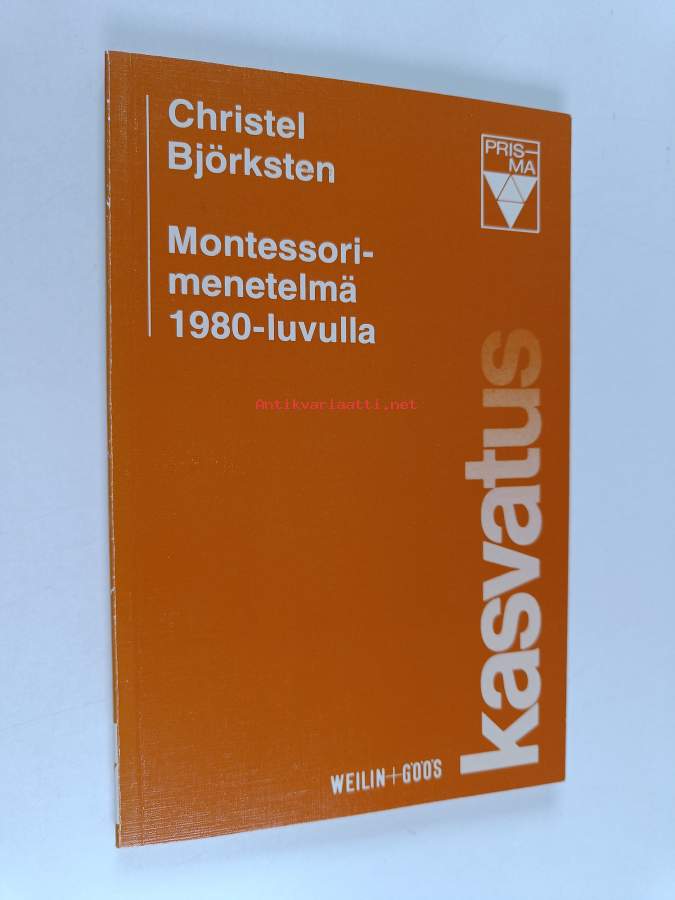 Christel
Björksten
Montessori-
menetelmä
1980-luvulla
PRIS-
MA
Antikvariaatti.net
kasvatus
WEILIN+GÖÖS